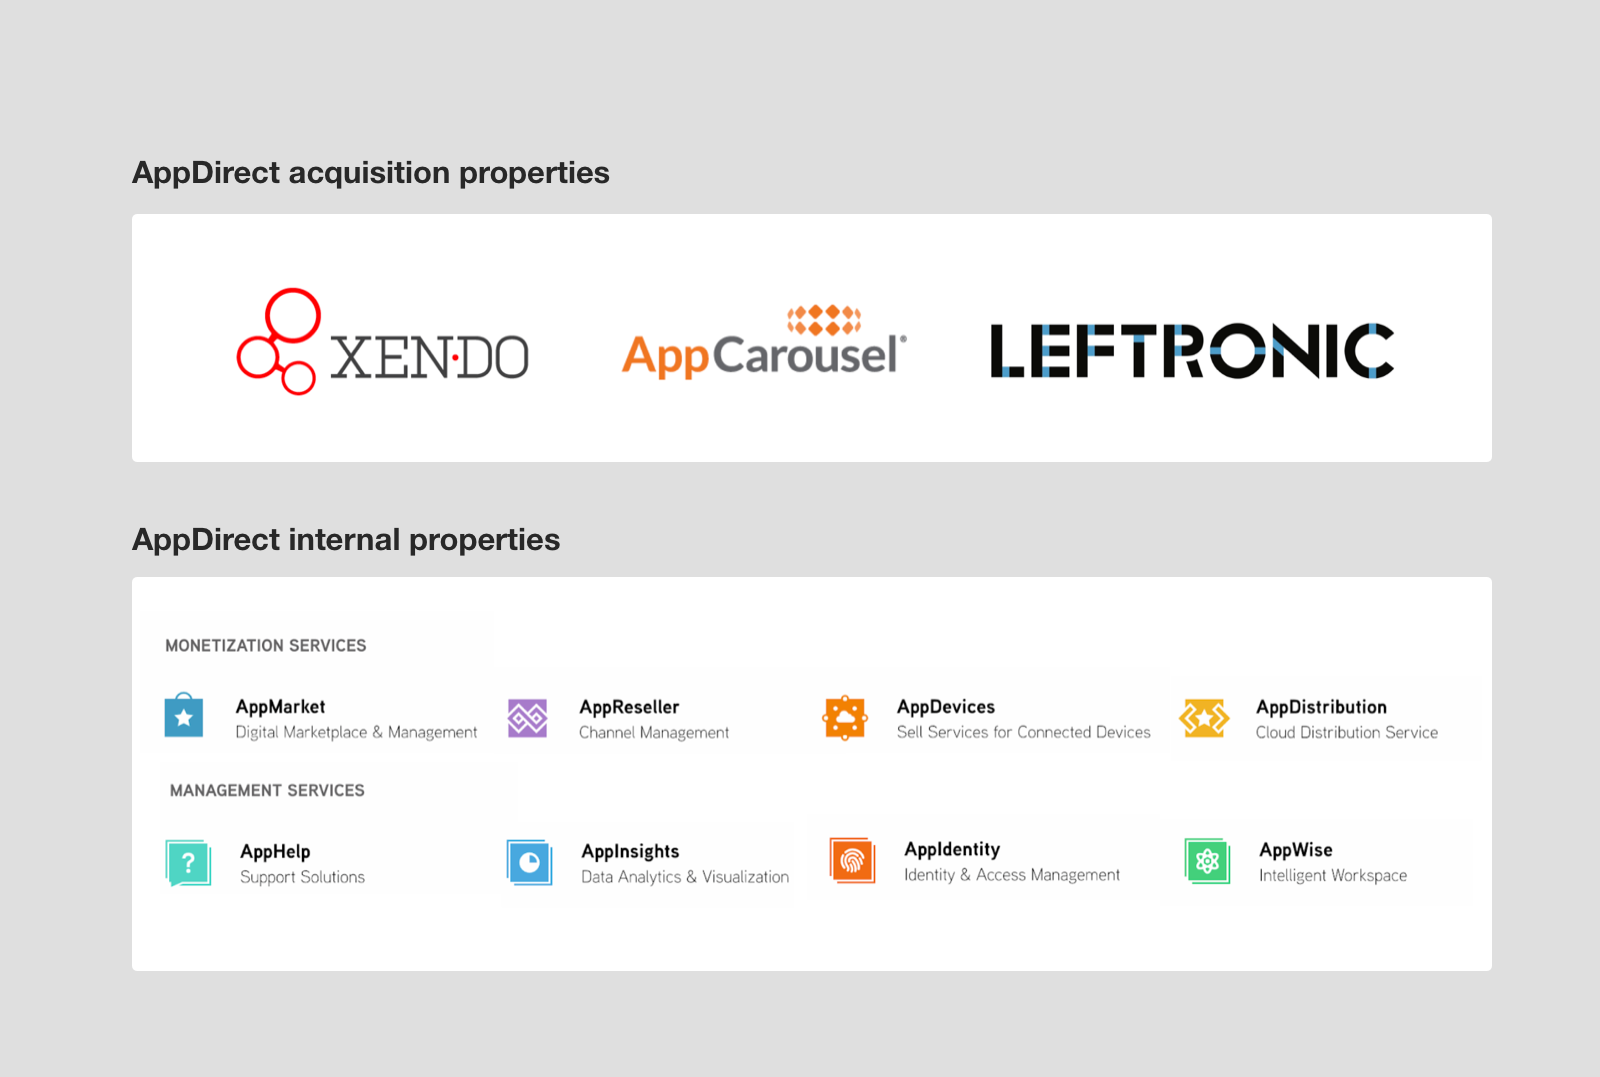 AppDirect acquisition properties
XEN·DO
AppCarousel®
LEFTRONIC
AppDirect internal properties
MONETIZATION SERVICES
AppMarket
Digital Marketplace & Management
AppReseller
Channel Management
AppDevices
Sell Services for Connected Devices
AppDistribution
Cloud Distribution Service
MANAGEMENT SERVICES
?
AppHelp
Support Solutions
AppInsights
Data Analytics & Visualization
AppIdentity
Identity & Access Management
AppWise
Intelligent Workspace